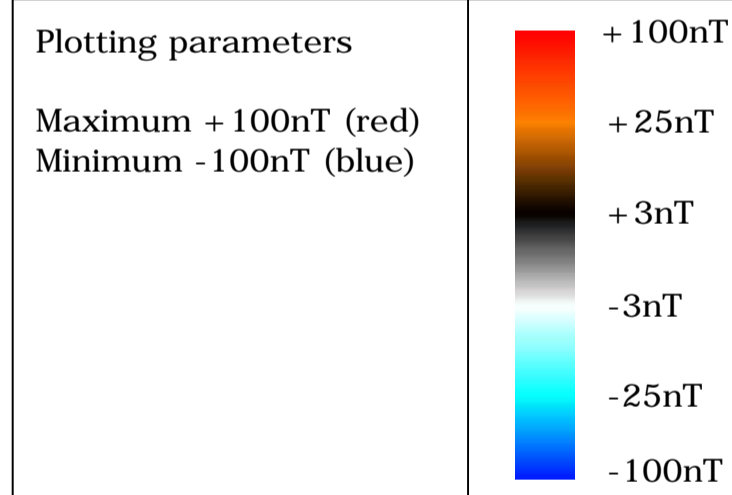 Plotting parameters
Maximum +100nT (red)
Minimum -100nT (blue)
+100nT
+25nT
+3nT
-3nT
-25nT
-100nT